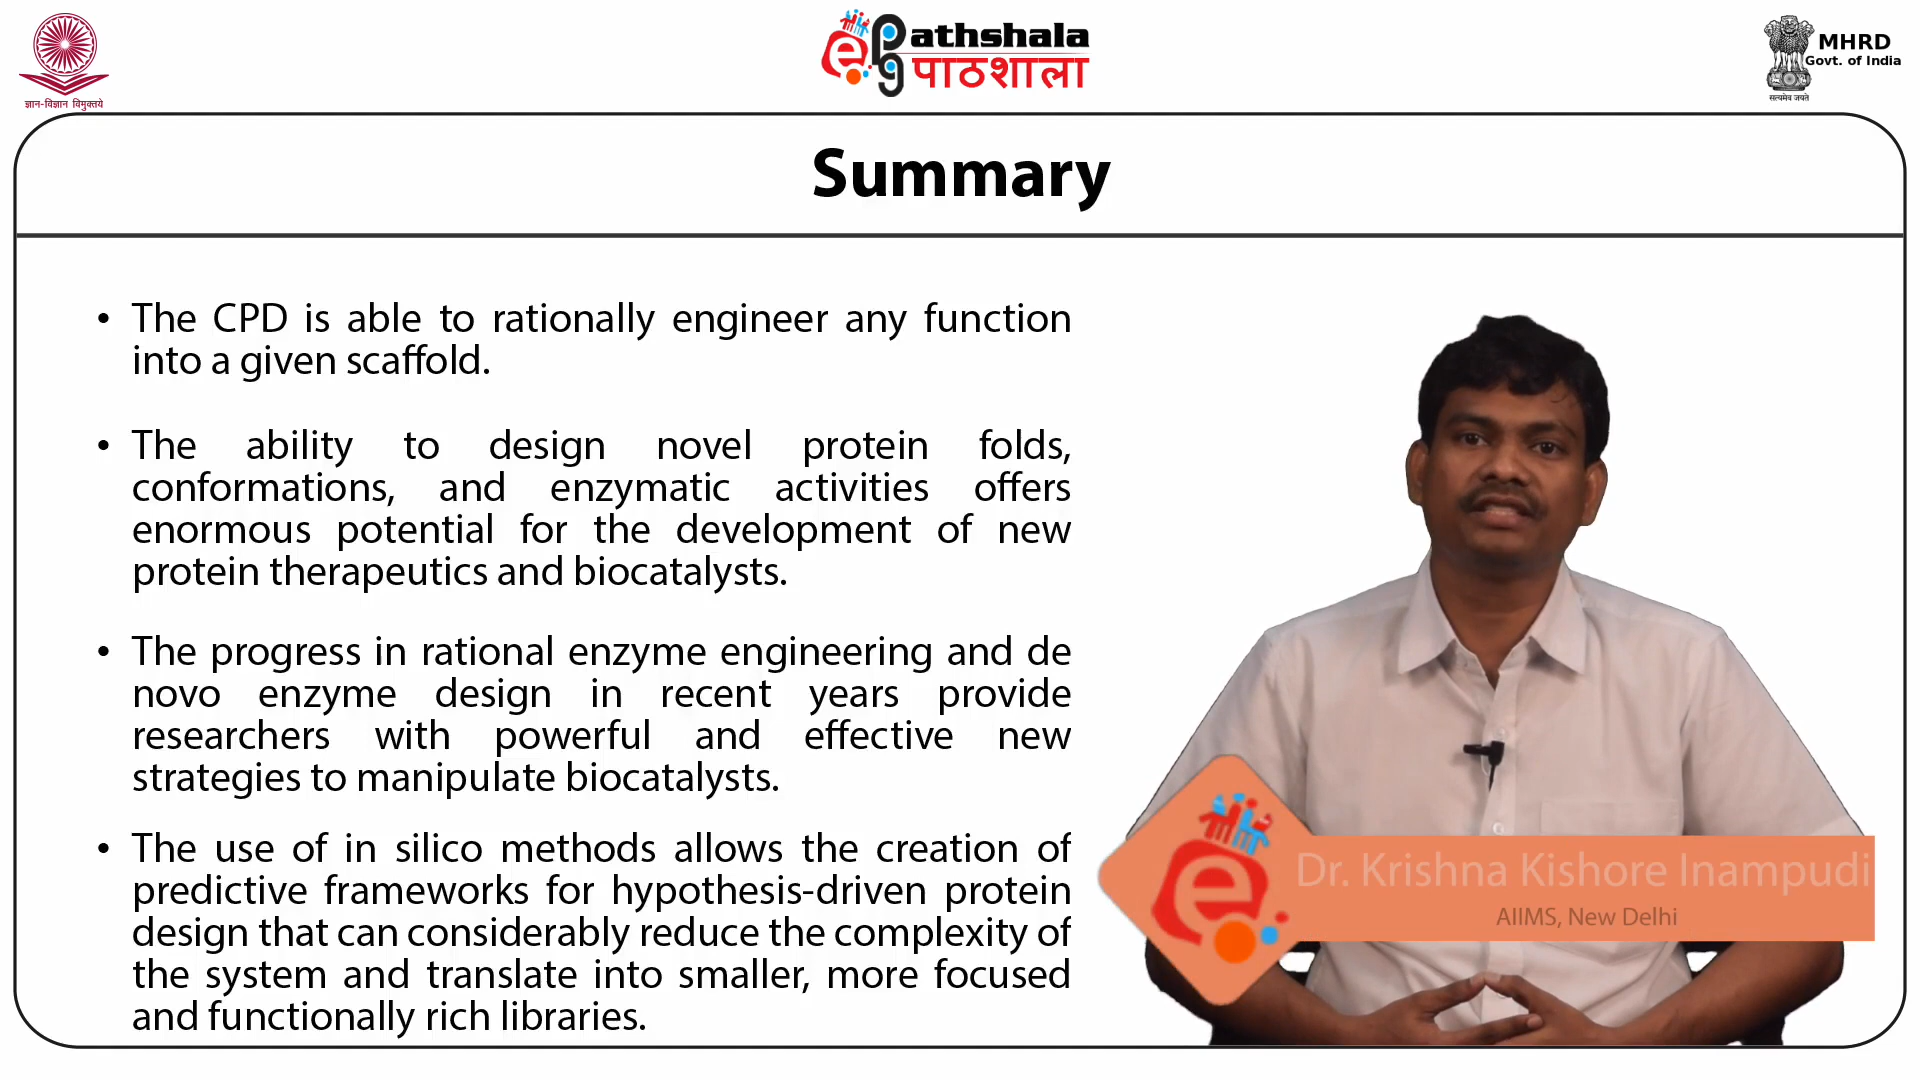 ज्ञान-विज्ञान विमुक्तये
ePathshala
पाठशाला
MHRD
Govt. of India
सत्यमेव जयते
Summary
• The CPD is able to rationally engineer any function
into a given scaffold.
• The ability to design novel protein folds,
conformations, and enzymatic activities offers
enormous potential for the development of new
protein therapeutics and biocatalysts.
• The progress in rational enzyme engineering and de
novo enzyme design in recent years provide
researchers with powerful and effective new
strategies to manipulate biocatalysts.
• The use of in silico methods allows the creation of
predictive frameworks for hypothesis-driven protein
design that can considerably reduce the complexity of
the system and translate into smaller, more focused
and functionally rich libraries.
e
Dr. Krishna Kishore Inampudi
AIIMS, New Delhi